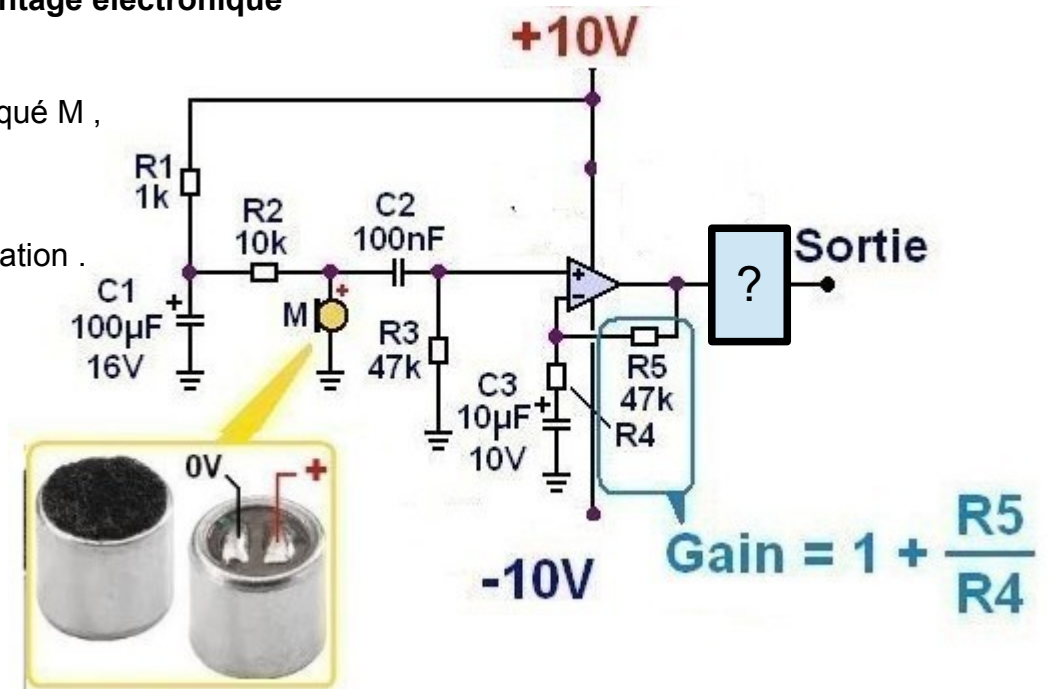 ntage électronique
+10V
qué M ,
R1
1k
R2
10k
C2
100nF
ation .
Sortie
?
C1
+
100µF
16V
+
M
R3
47k
+
−
R5
47k
C3
10µF
+
10V
R4
0V
+
-10V
Gain = 1 + R5
R4